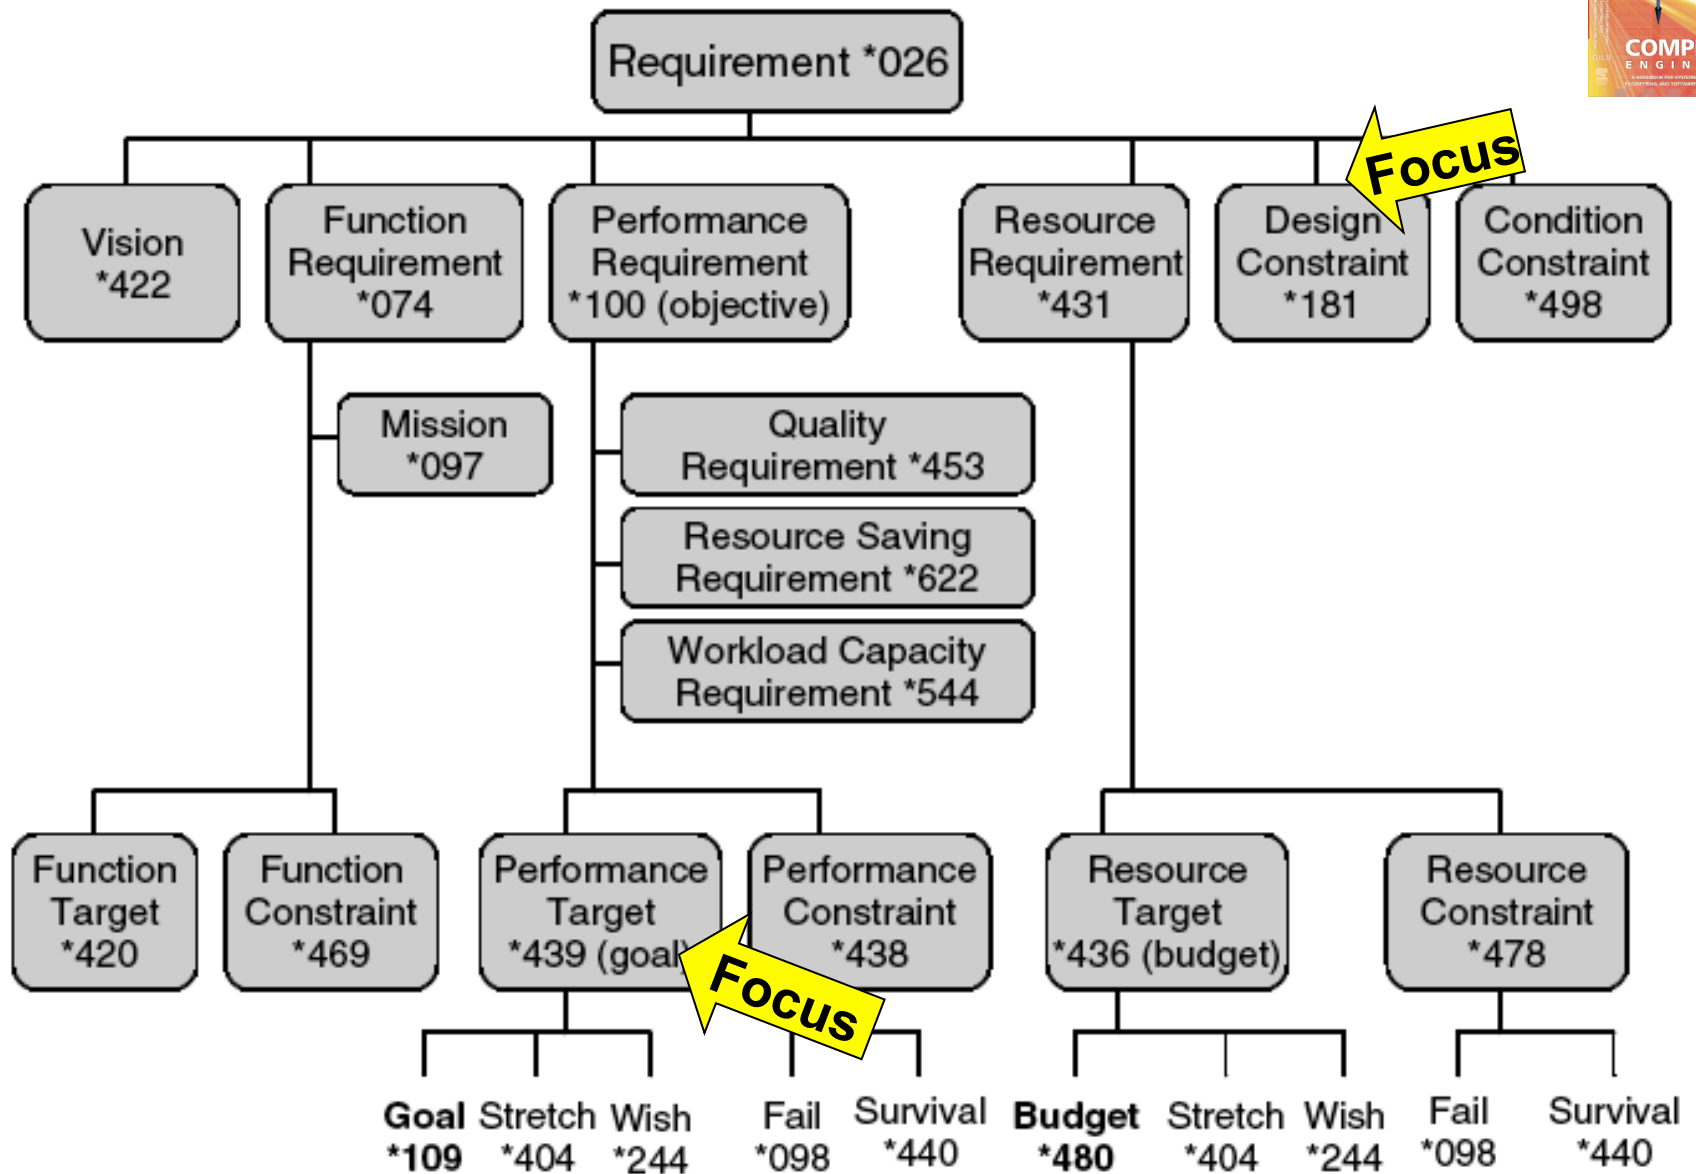 Requirement *026
COMP
ENGIN
GILB
Focus
Vision
*422
Function
Requirement
*074
Performance
Requirement
*100 (objective)
Resource
Requirement
*431
Design
Constraint
*181
Condition
Constraint
*498
Mission
*097
Quality
Requirement *453
Resource Saving
Requirement *622
Workload Capacity
Requirement *544
Function
Target
*420
Function
Constraint
*469
Performance
Target
*439 (goal)
Performance
Constraint
*438
Resource
Target
*436 (budget)
Resource
Constraint
*478
Focus
Goal
*109
Stretch
*404
Wish
*244
Fail
*098
Survival
*440
Budget
*480
Stretch
*404
Wish
*244
Fail
*098
Survival
*440